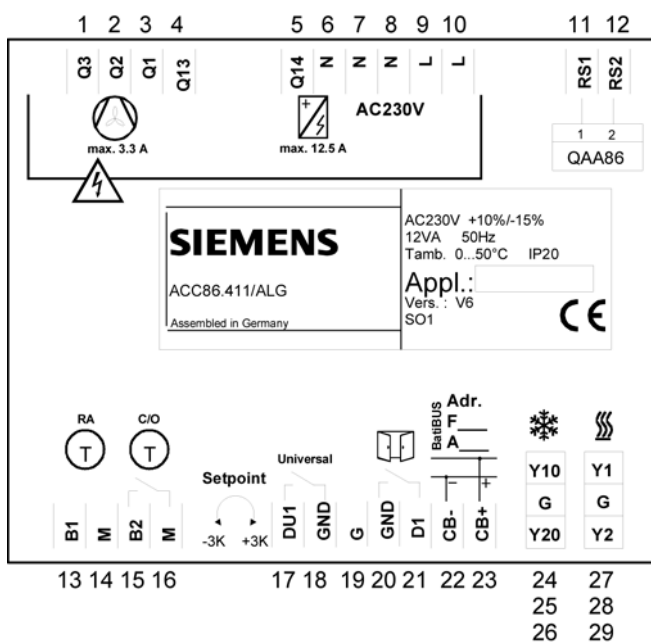 1 2 3 4 5 6 7 8 9 10 11 12
Q3 Q2 Q1 Q13 Q14 N N N L L RS1 RS2
AC230V
max. 3.3 A
max. 12.5 A
1 2
QAA86
SIEMENS
ACC86.411/ALG
Assembled in Germany
AC230V +10%/-15%
12VA 50Hz
Tamb. 0...50°C IP20
Appl.:
Vers. : V6
SO1
CE
RA
T
C/O
T
Setpoint
-3K +3K
Universal
BatiBUS
Adr.
F___
A___
- +
B1 M B2 M DU1 GND G GND D1 CB- CB+
Y10
G
Y20
Y1
G
Y2
13 14 15 16 17 18 19 20 21 22 23 24 27
25 28
26 29